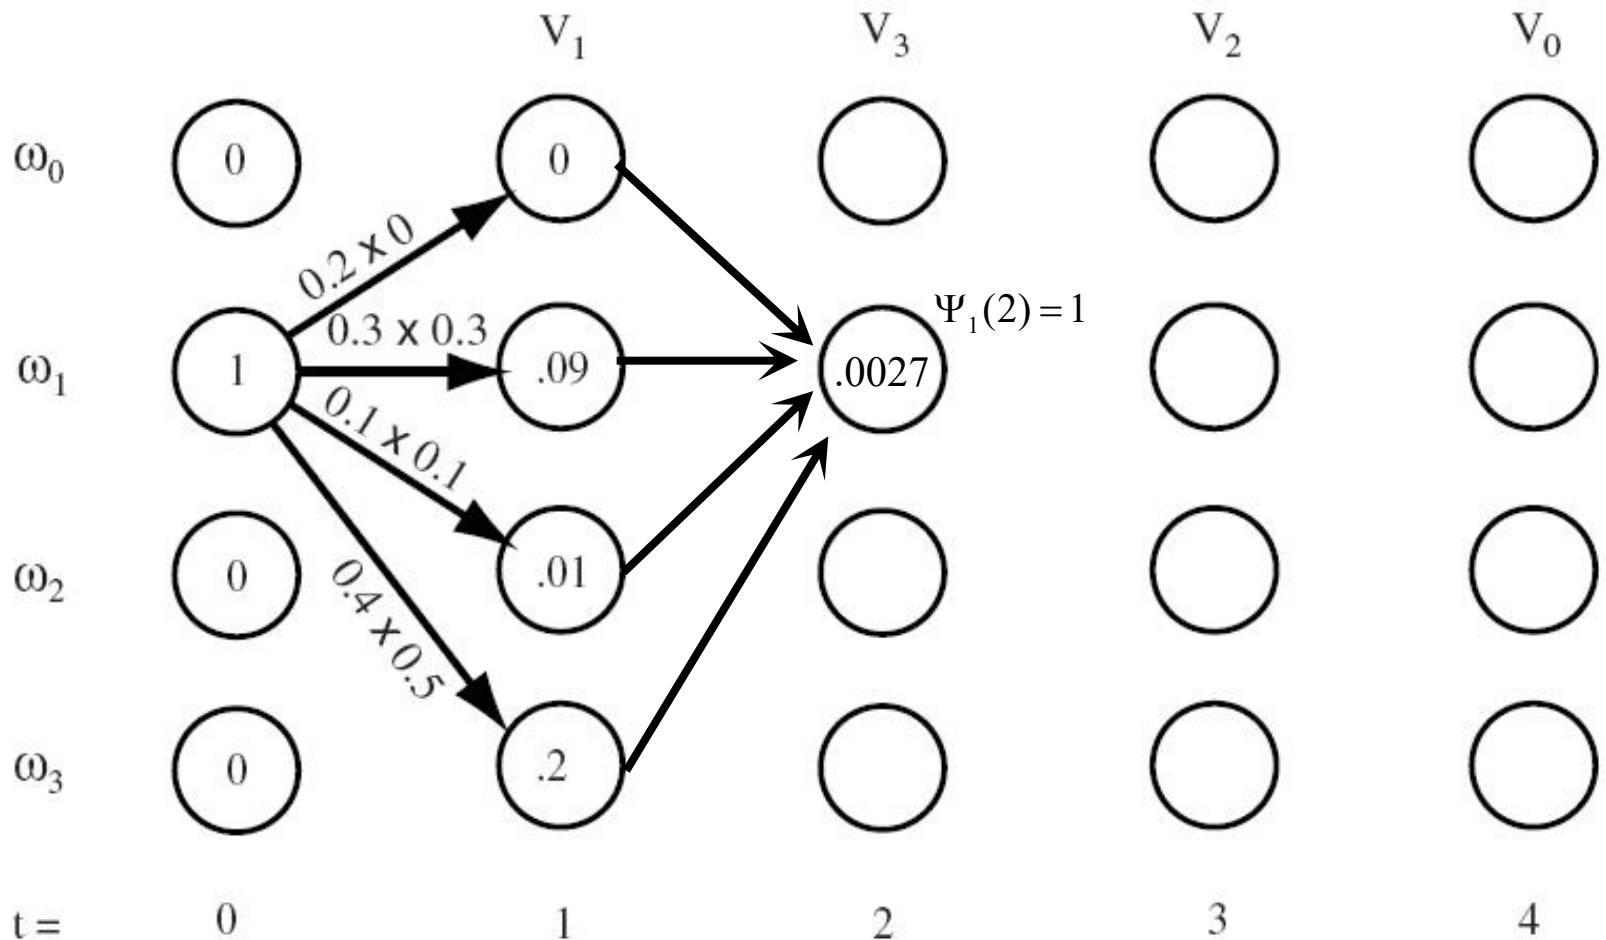 V₁ V₃ V₂ V₀
ω₀ 0 0
0.2 x 0
Ψ₁(2) = 1
0.3 x 0.3
ω₁ 1 .09 .0027
0.1 x 0.1
ω₂ 0 .01
0.4 x 0.5
ω₃ 0 .2
t = 0 1 2 3 4